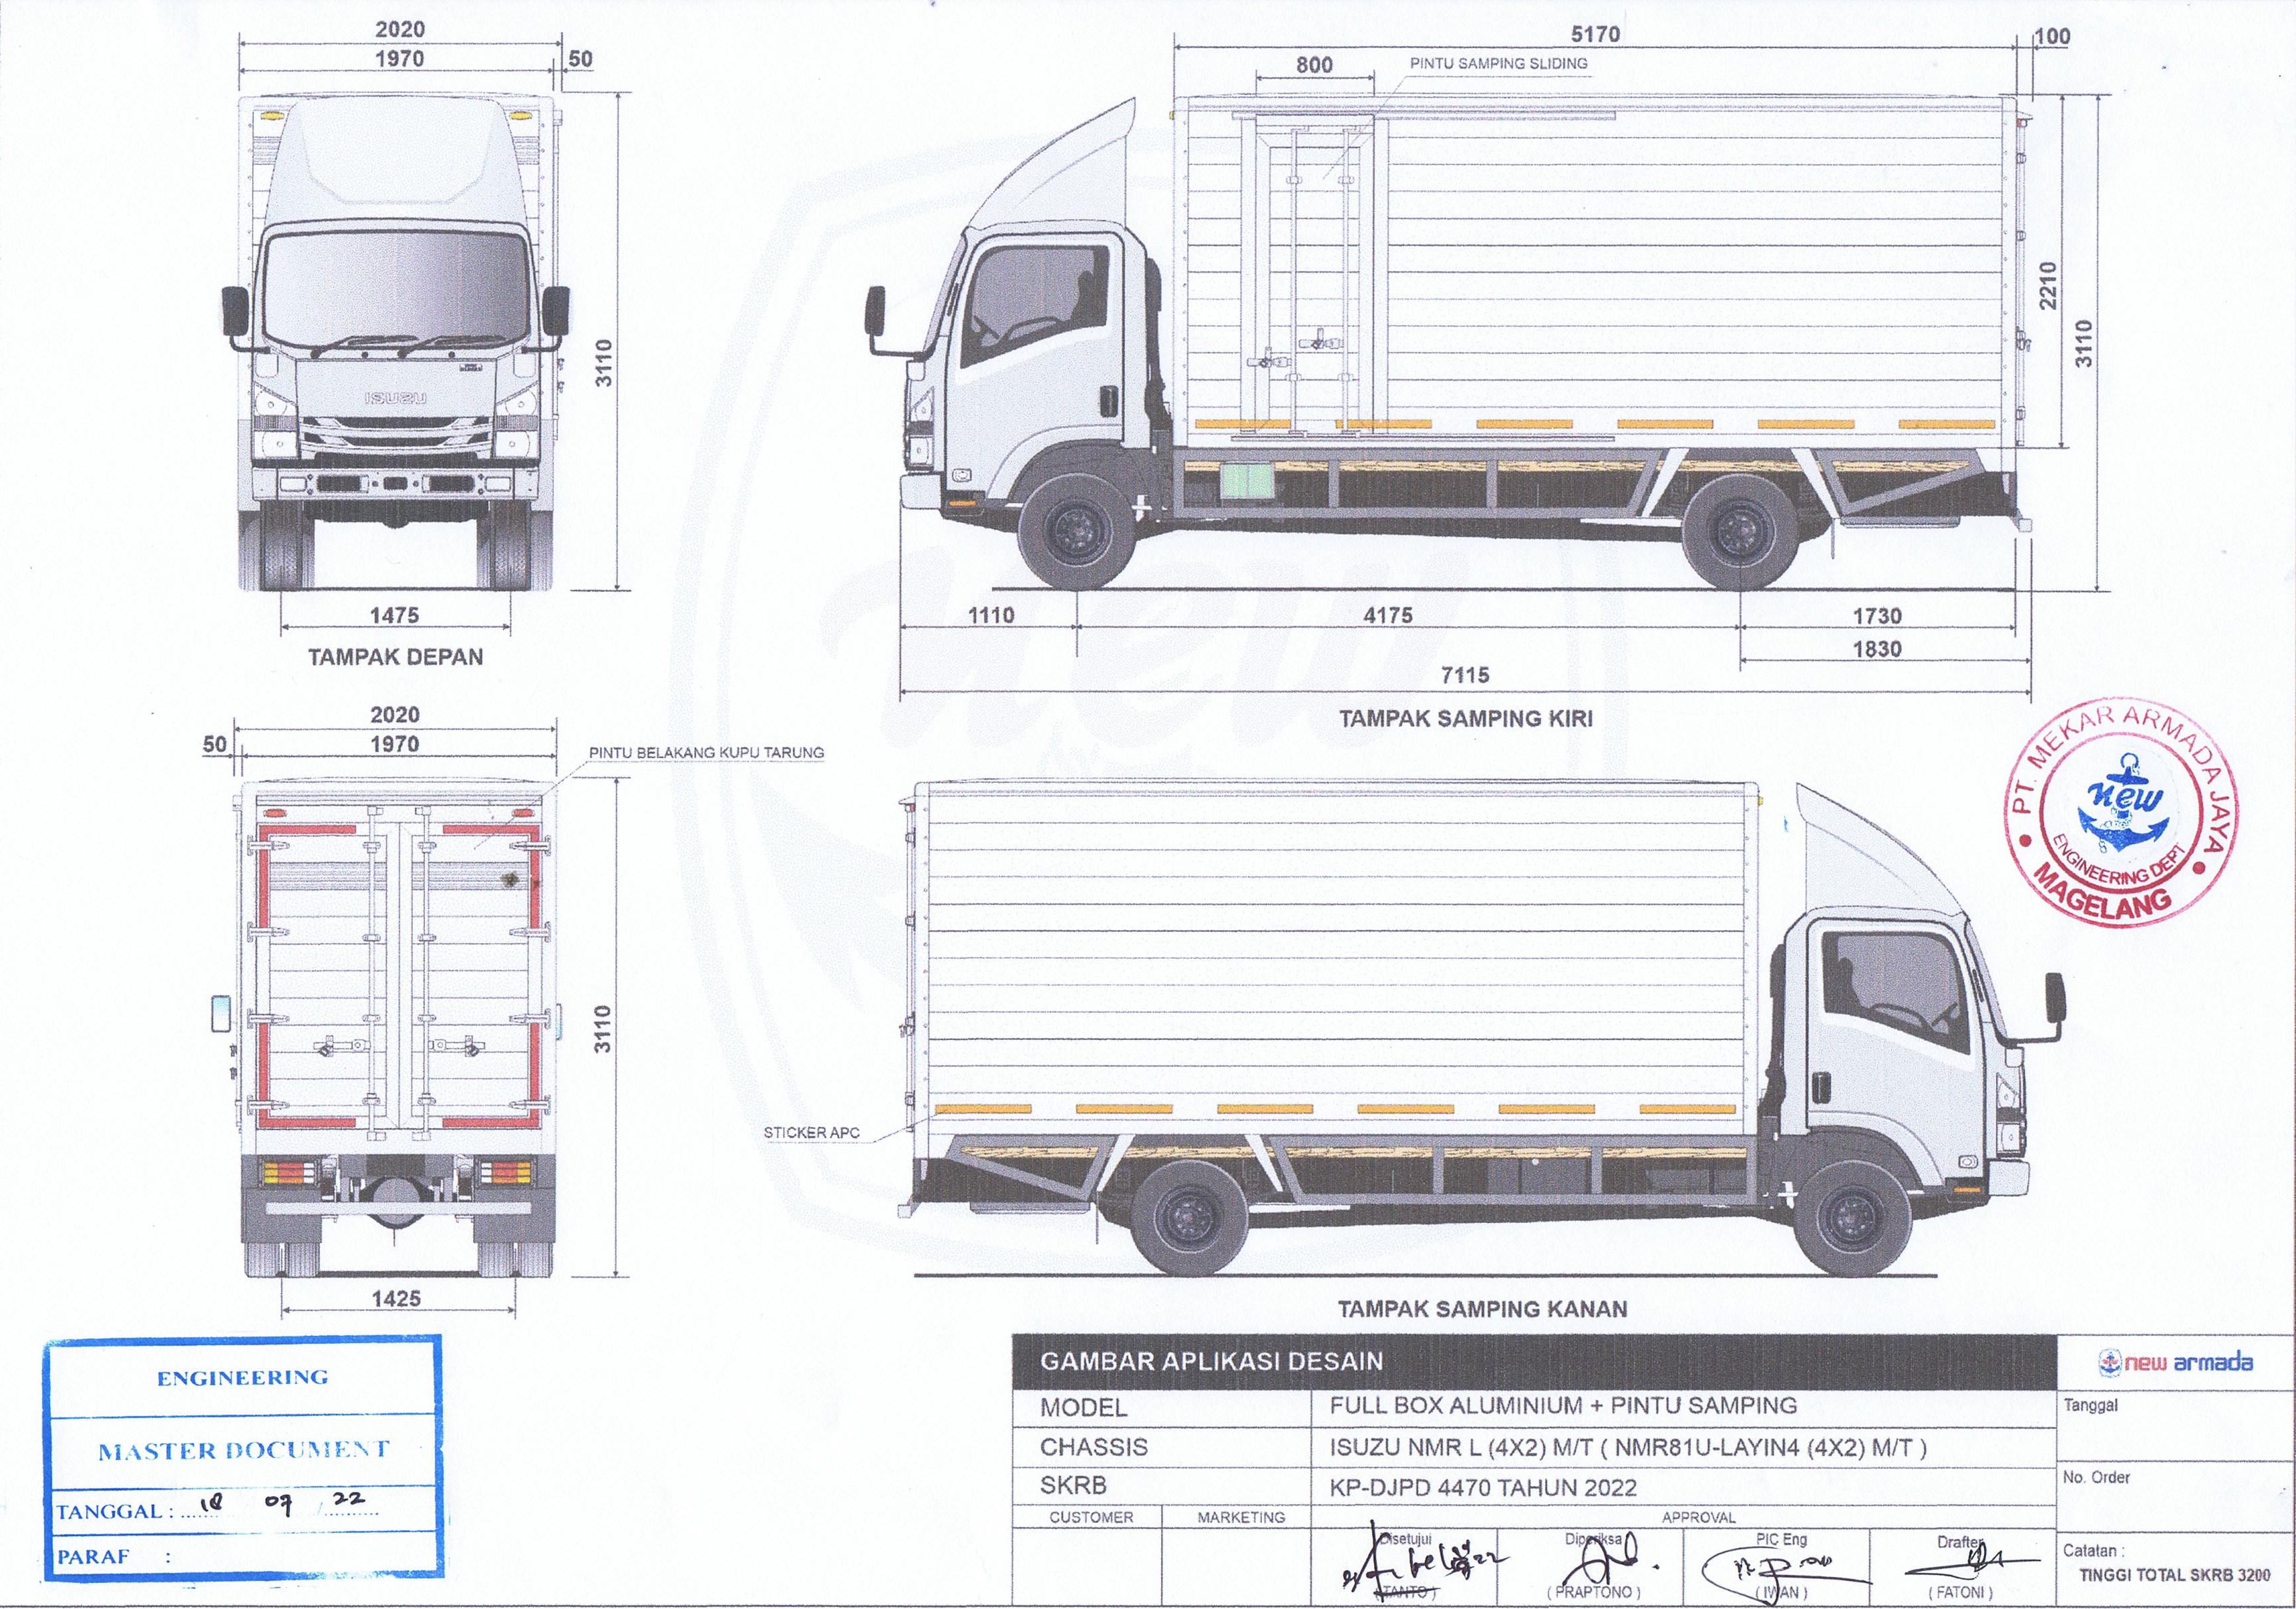 2020
1970
50
3110
ISUZU
1475
TAMPAK DEPAN
5170
100
800
PINTU SAMPING SLIDING
2210
3110
1110
4175
1730
1830
7115
TAMPAK SAMPING KIRI
2020
50
1970
PINTU BELAKANG KUPU TARUNG
3110
1425
STICKER APC
TAMPAK SAMPING KANAN
PT. MEKAR ARMADA JAYA
new
ENGINEERING DEPT
MAGELANG
ENGINEERING
MASTER DOCUMENT
TANGGAL : 18 07 / 22
PARAF :
GAMBAR APLIKASI DESAIN
new armada
MODEL
FULL BOX ALUMINIUM + PINTU SAMPING
CHASSIS
ISUZU NMR L (4X2) M/T ( NMR81U-LAYIN4 (4X2) M/T )
SKRB
KP-DJPD 4470 TAHUN 2022
CUSTOMER
MARKETING
APPROVAL
Disetujui
( TANTO )
Diperiksa
( PRAPTONO )
PIC Eng
( IWAN )
Drafter
( FATONI )
Tanggal
No. Order
Catatan :
TINGGI TOTAL SKRB 3200